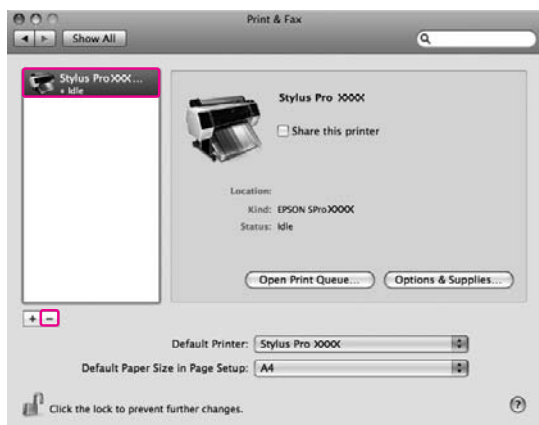 Print & Fax
Show All
Stylus Pro XXX...
• Idle
Stylus Pro XXXX
Share this printer
Location:
Kind: EPSON SPro XXXX
Status: Idle
Open Print Queue... Options & Supplies...
+ −
Default Printer: Stylus Pro XXXX
Default Paper Size in Page Setup: A4
Click the lock to prevent further changes. ?